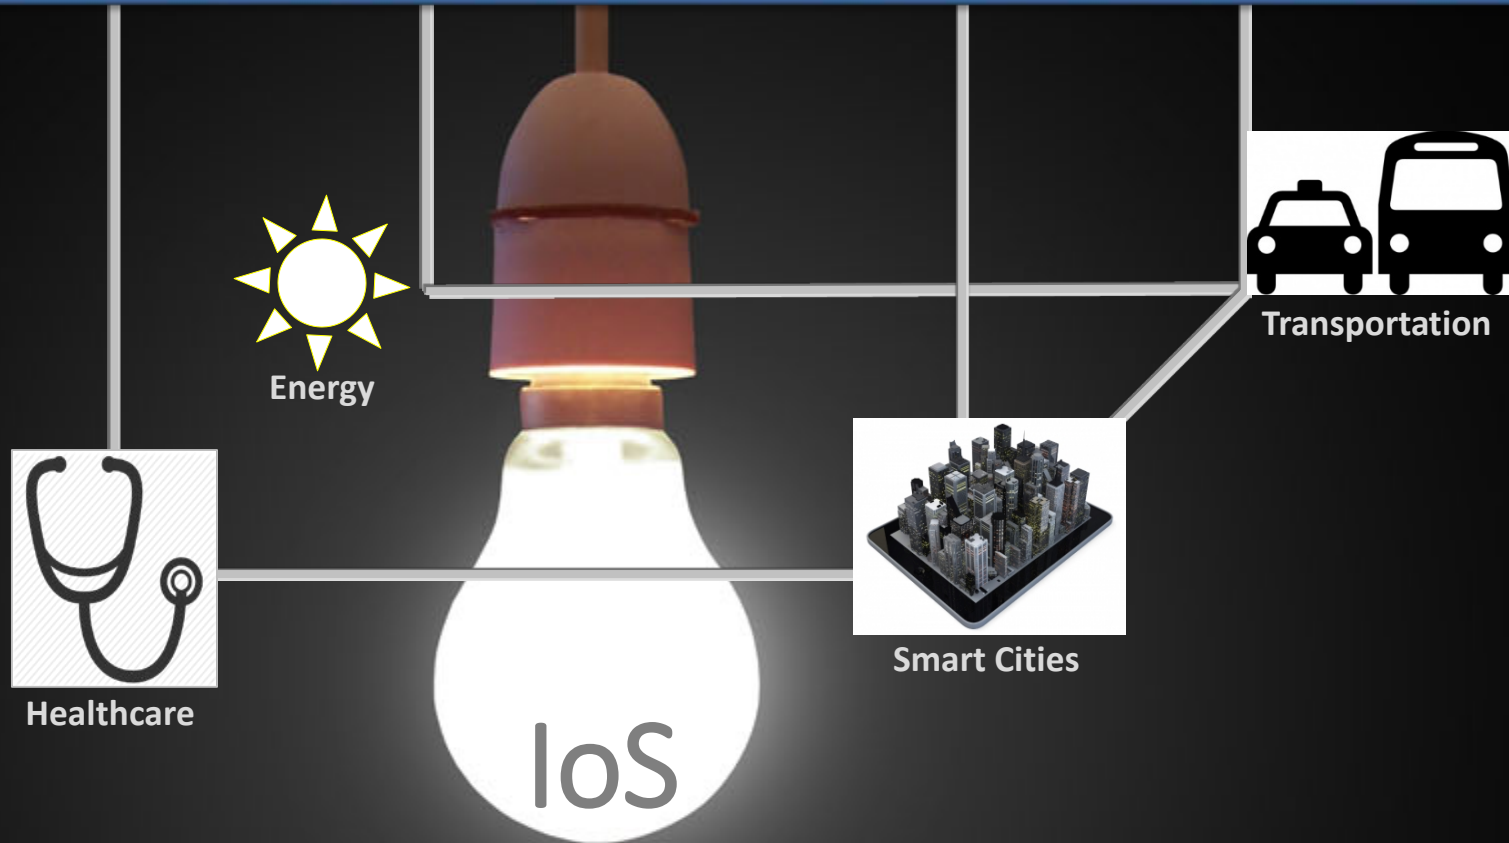 Transportation
Energy
Smart Cities
Healthcare
IoS